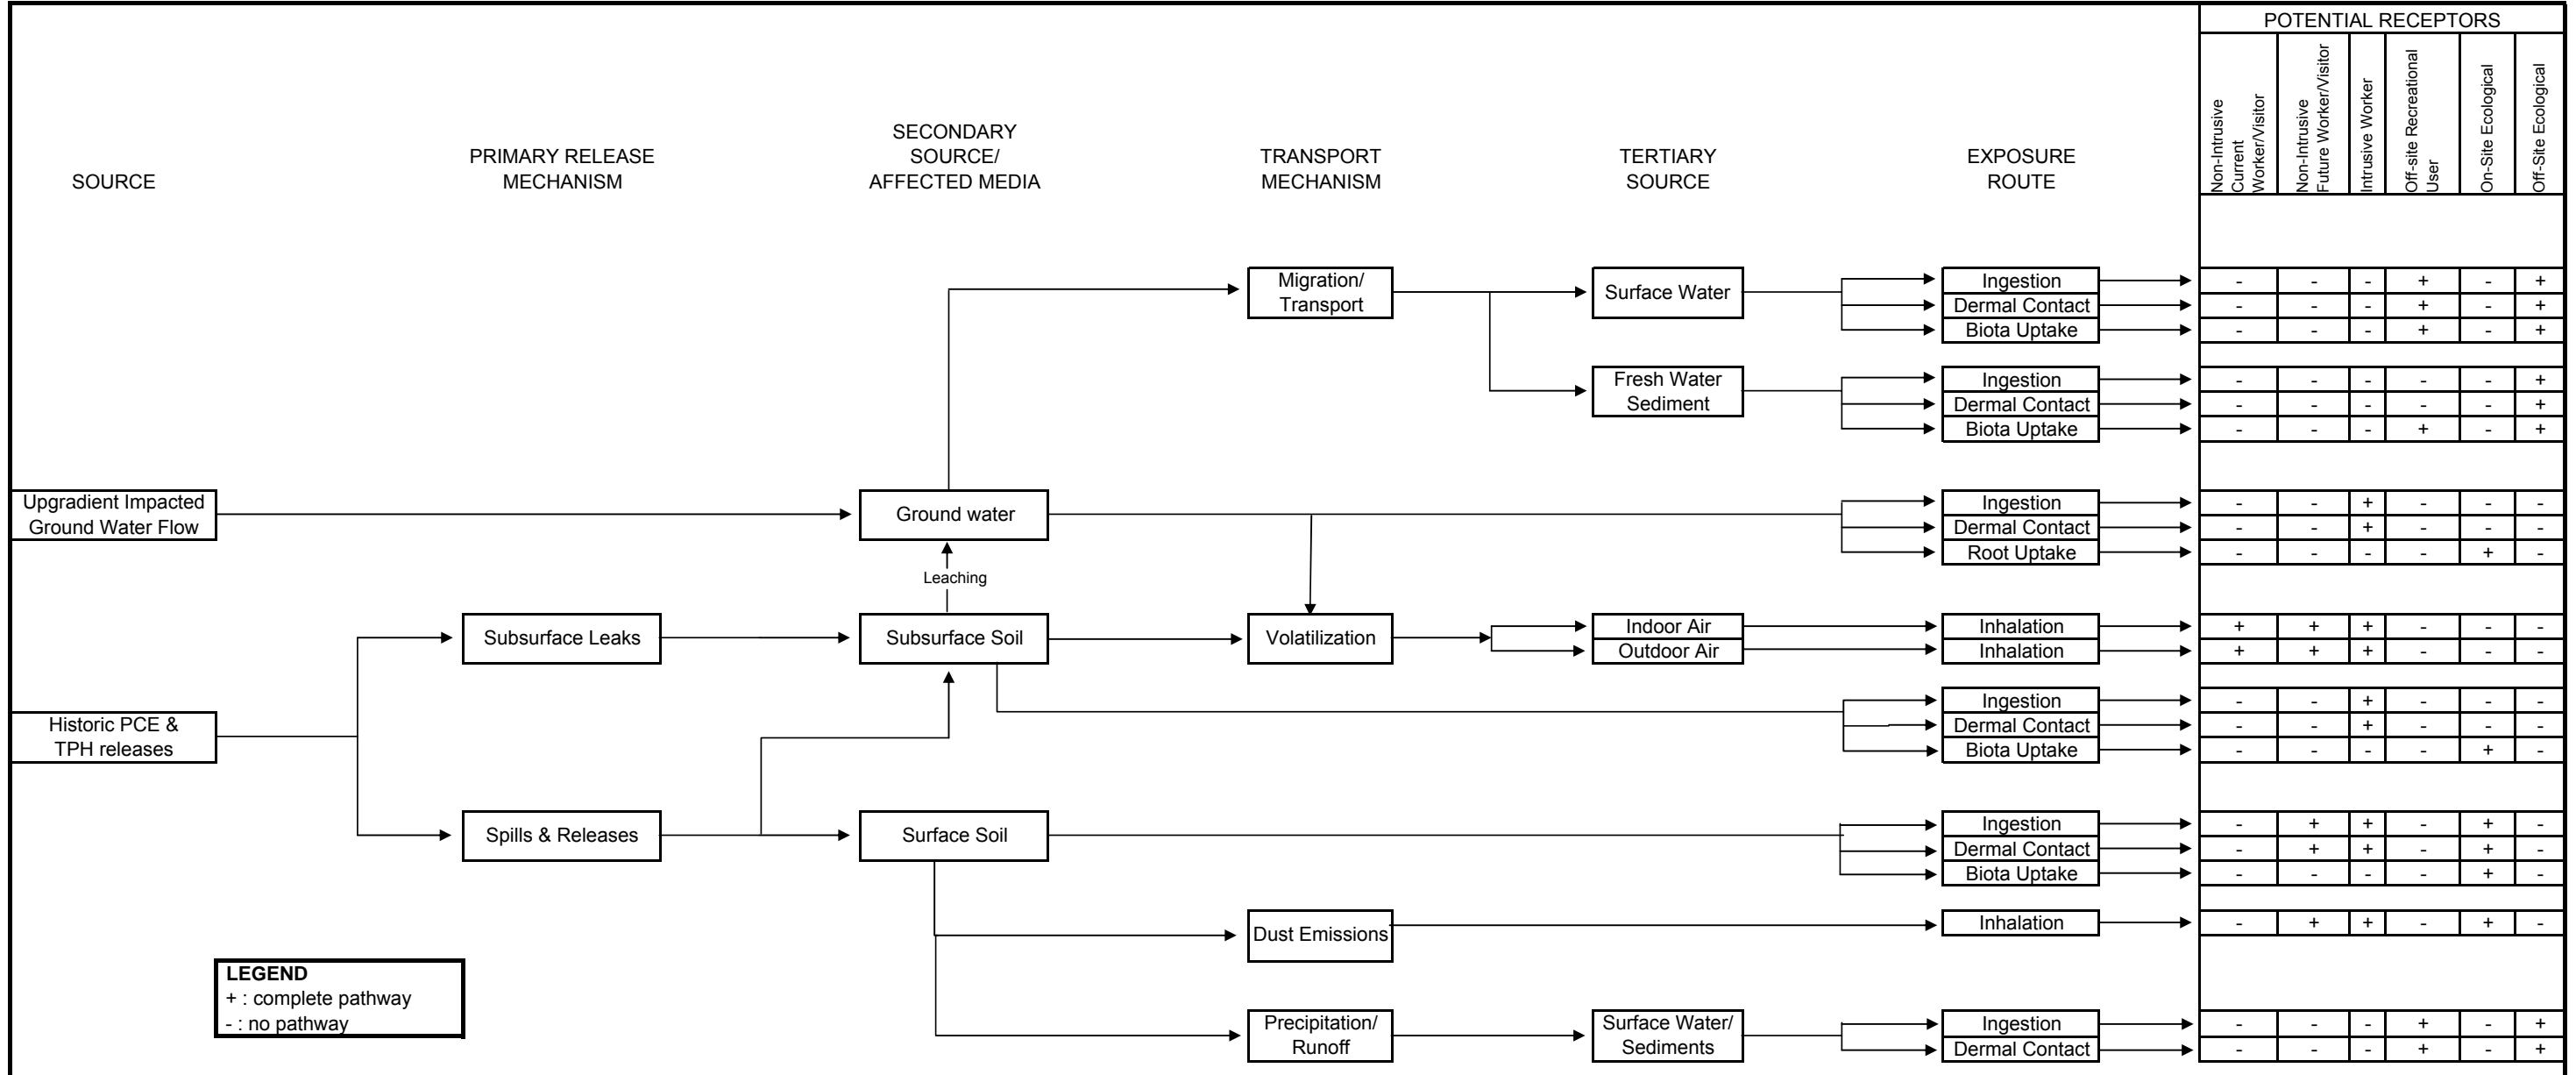 POTENTIAL RECEPTORS
Non-Intrusive
Current
Worker/Visitor
Non-Intrusive
Future Worker/Visitor
Intrusive Worker
Off-site Recreational
User
On-Site Ecological
Off-Site Ecological
SOURCE
PRIMARY RELEASE
MECHANISM
SECONDARY
SOURCE/
AFFECTED MEDIA
TRANSPORT
MECHANISM
TERTIARY
SOURCE
EXPOSURE
ROUTE
Migration/
Transport
Surface Water
Ingestion - - - + - +
Dermal Contact - - - + - +
Biota Uptake - - - + - +
Fresh Water
Sediment
Ingestion - - - - - +
Dermal Contact - - - - - +
Biota Uptake - - - + - +
Upgradient Impacted
Ground Water Flow
Ground water
Ingestion - - + - - -
Dermal Contact - - + - - -
Root Uptake - - - - + -
Leaching
Subsurface Leaks
Subsurface Soil
Volatilization
Indoor Air
Inhalation + + + - - -
Outdoor Air
Inhalation + + + - - -
Ingestion - - + - - -
Dermal Contact - - + - - -
Biota Uptake - - - - + -
Historic PCE &
TPH releases
Spills & Releases
Surface Soil
Ingestion - + + - + -
Dermal Contact - + + - + -
Biota Uptake - - - - + -
Dust Emissions
Inhalation - + + - + -
LEGEND
+ : complete pathway
- : no pathway
Precipitation/
Runoff
Surface Water/
Sediments
Ingestion - - - + - +
Dermal Contact - - - + - +